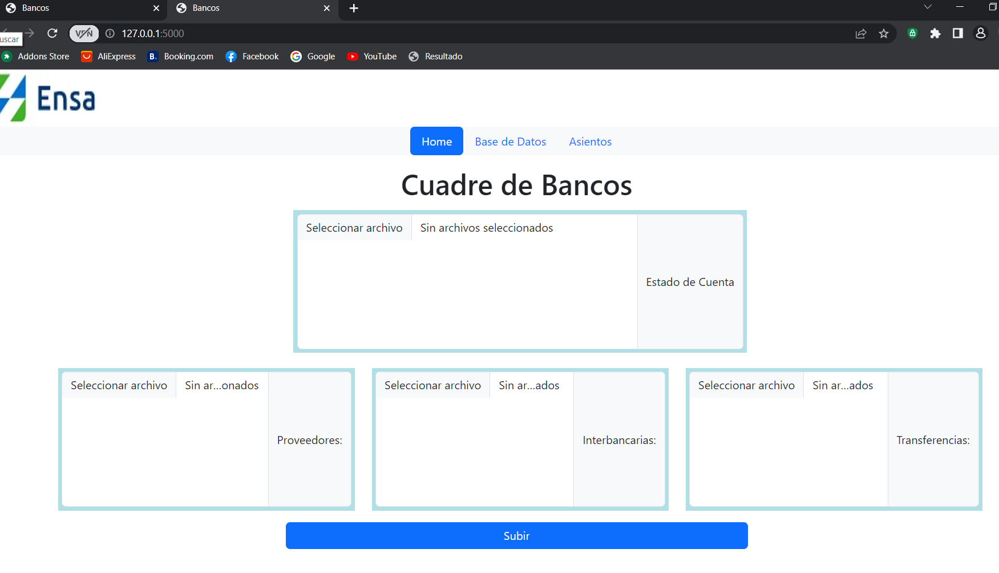 Bancos
Bancos
uscar
VPN
127.0.0.1:5000
Addons Store
AliExpress
B.
Booking.com
Facebook
Google
YouTube
Resultado
Ensa
Home
Base de Datos
Asientos
Cuadre de Bancos
Seleccionar archivo
Sin archivos seleccionados
Estado de Cuenta
Seleccionar archivo
Sin ar...onados
Proveedores:
Seleccionar archivo
Sin ar...ados
Interbancarias:
Seleccionar archivo
Sin ar...ados
Transferencias:
Subir